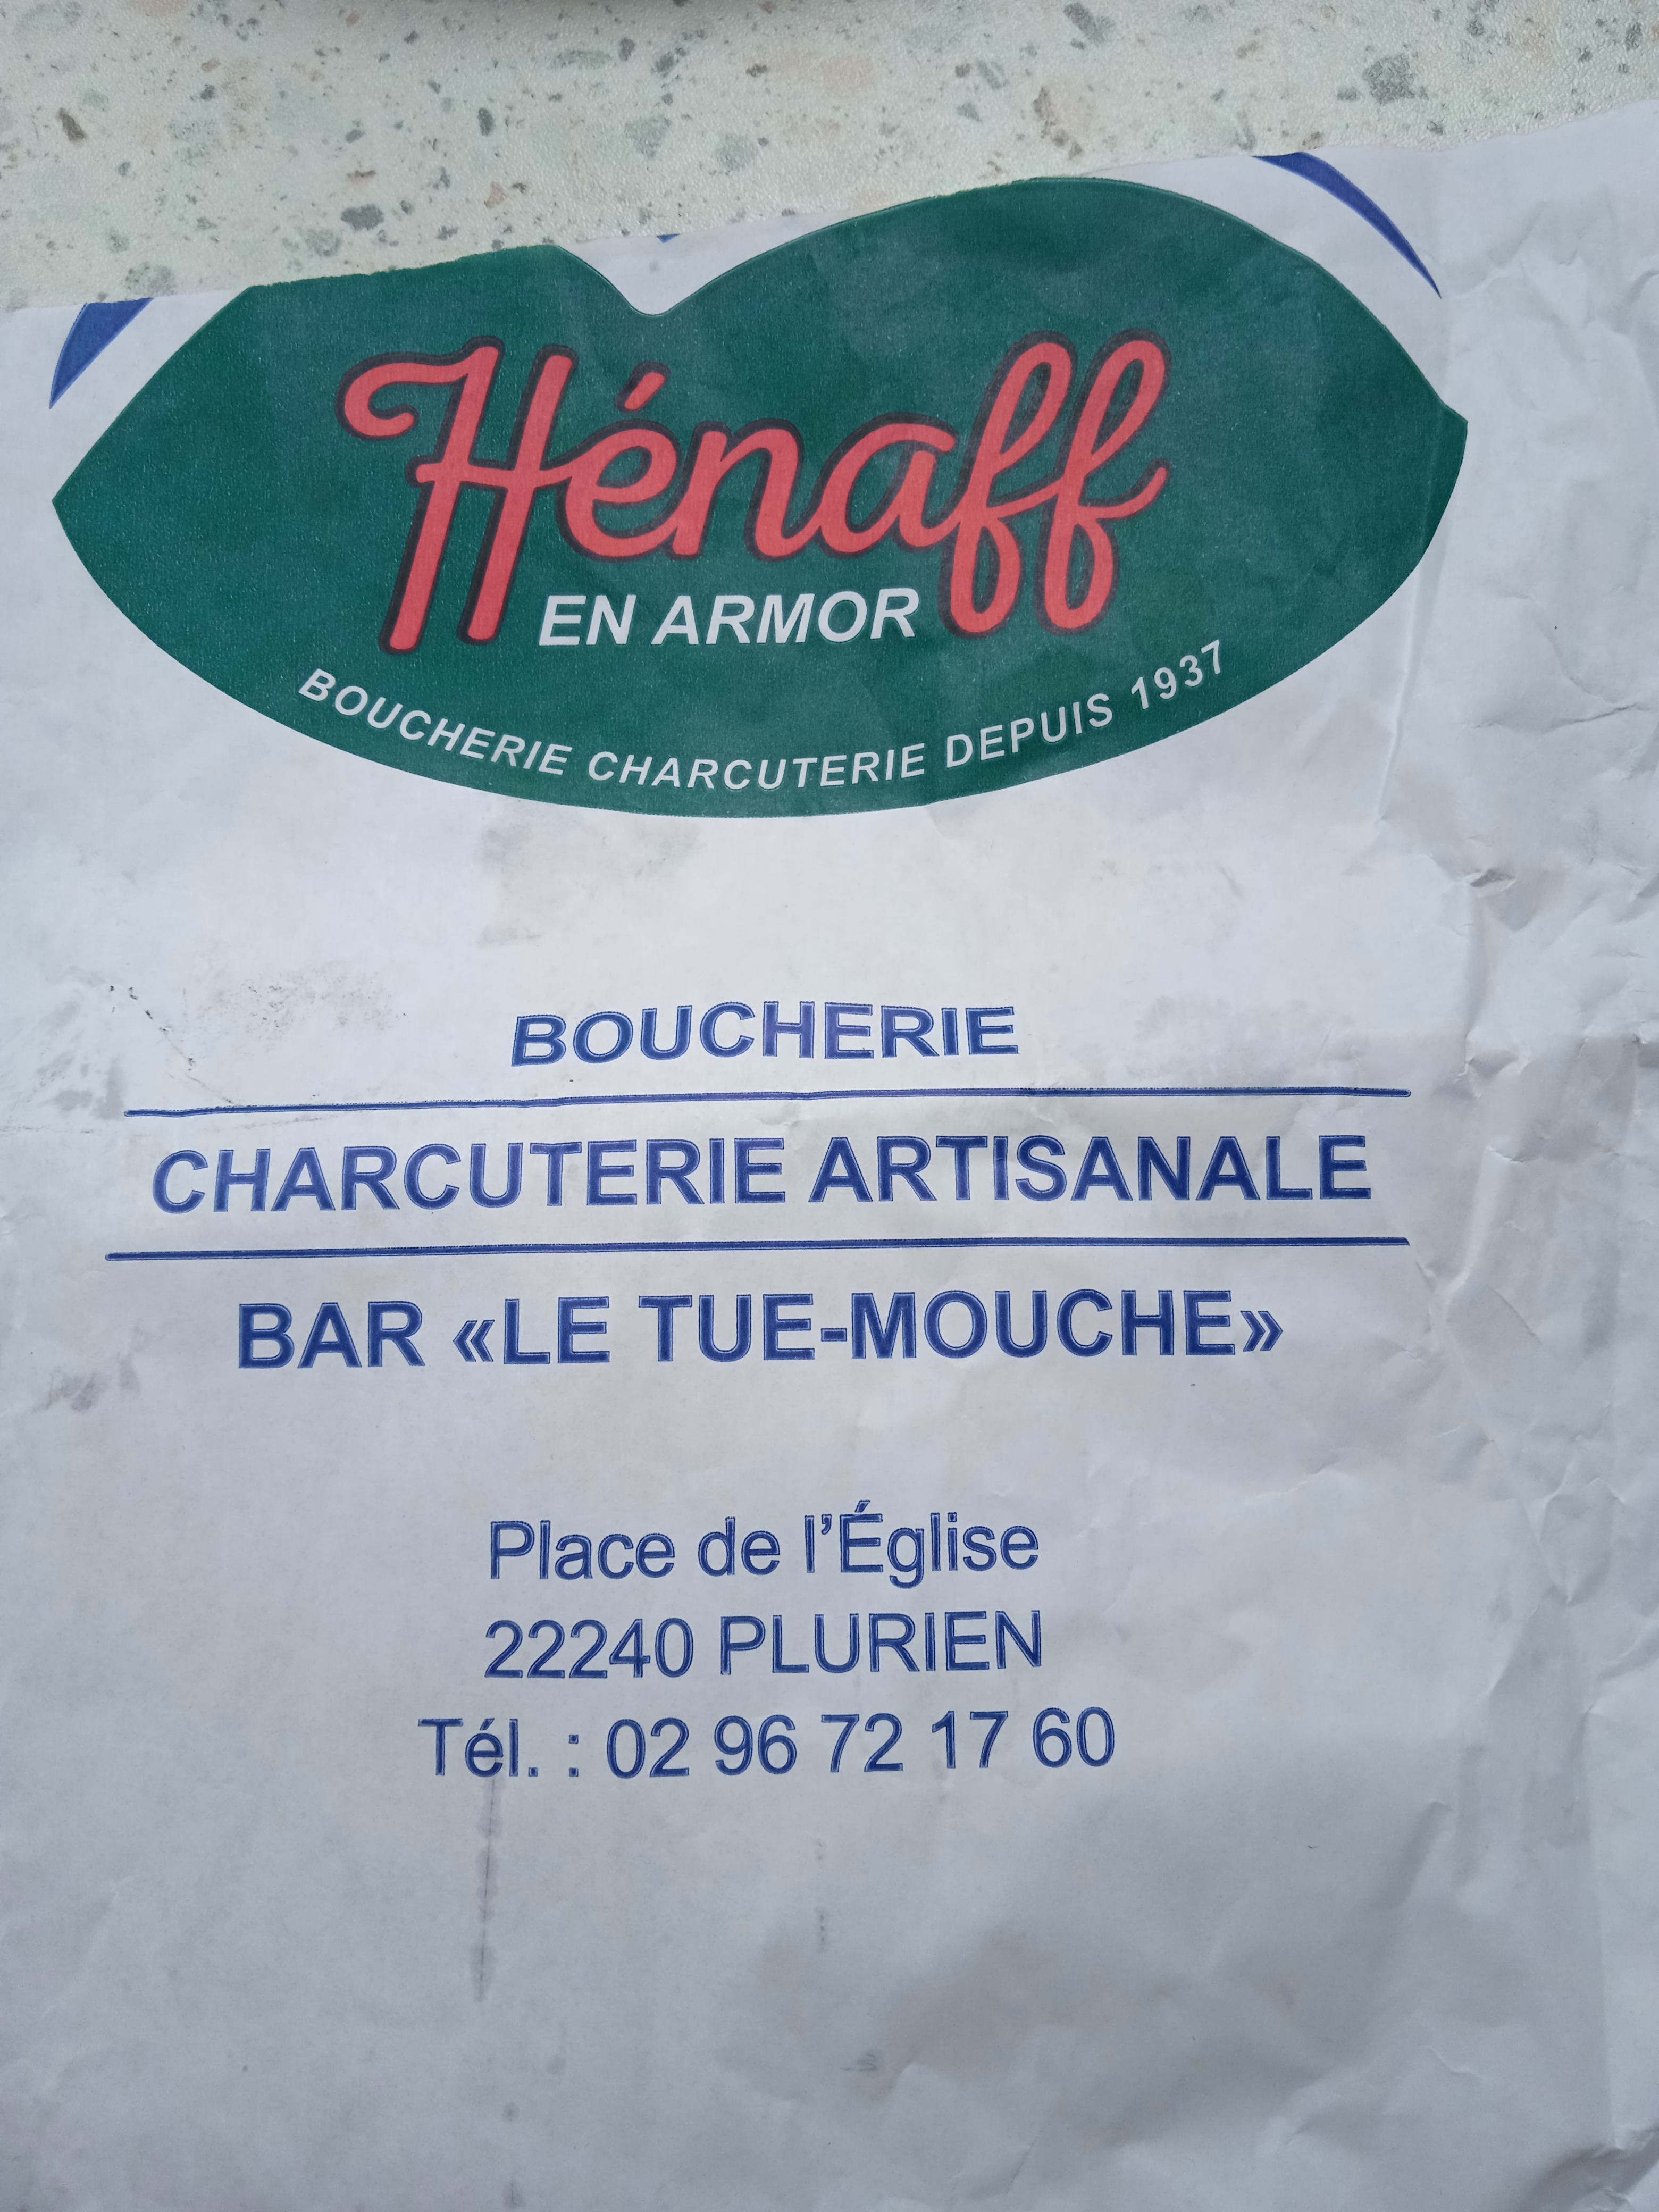 Hénaff
EN ARMOR
BOUCHERIE CHARCUTERIE DEPUIS 1937
BOUCHERIE
CHARCUTERIE ARTISANALE
BAR «LE TUE-MOUCHE»
Place de l’Église
22240 PLURIEN
Tél. : 02 96 72 17 60